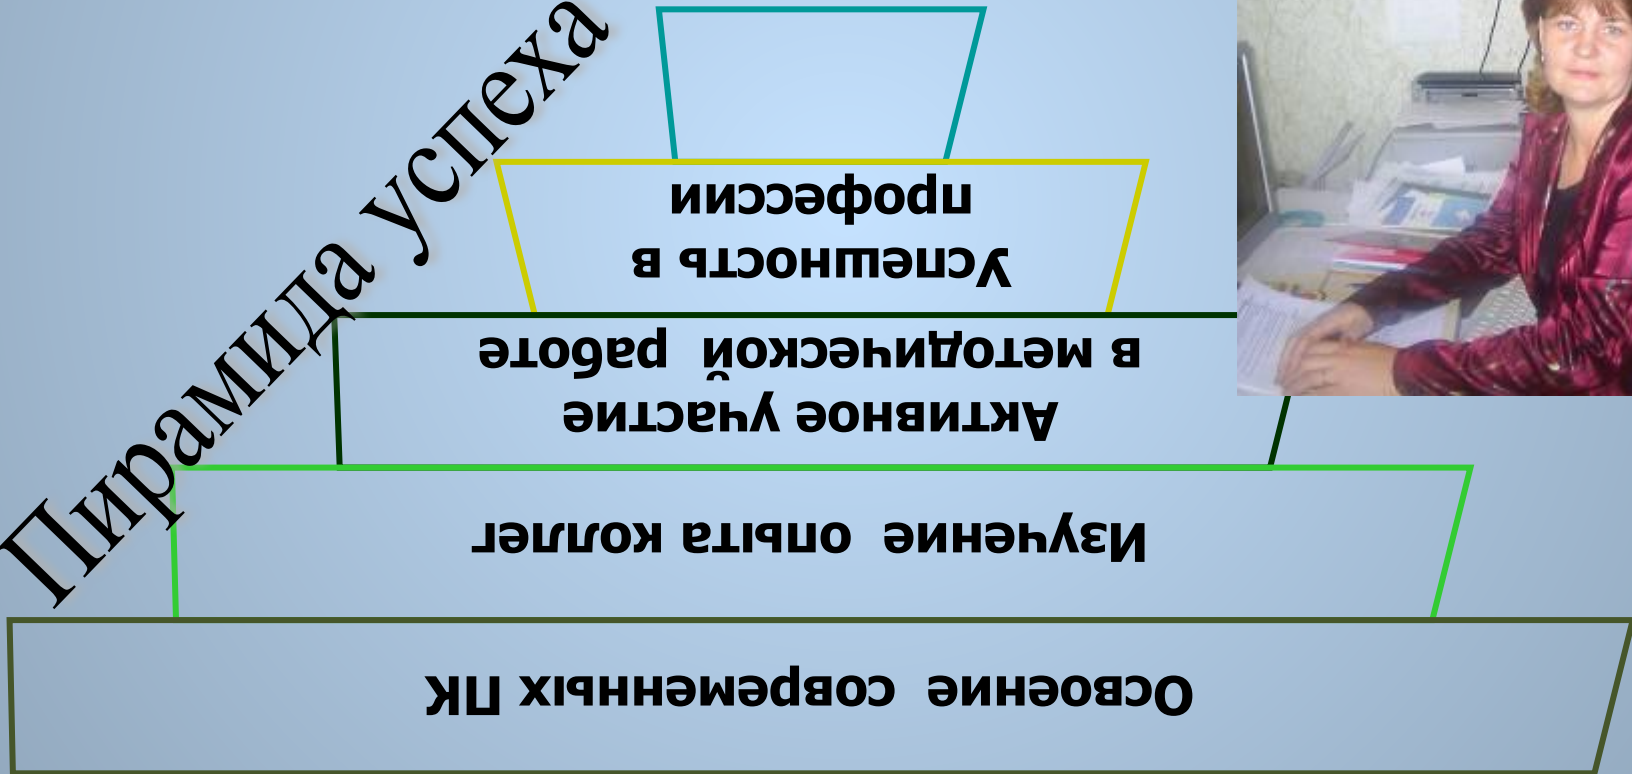 Пирамида успеха
Успешность в
профессии
Активное участие
в методической работе
Изучение опыта коллег
Освоение современных ПК